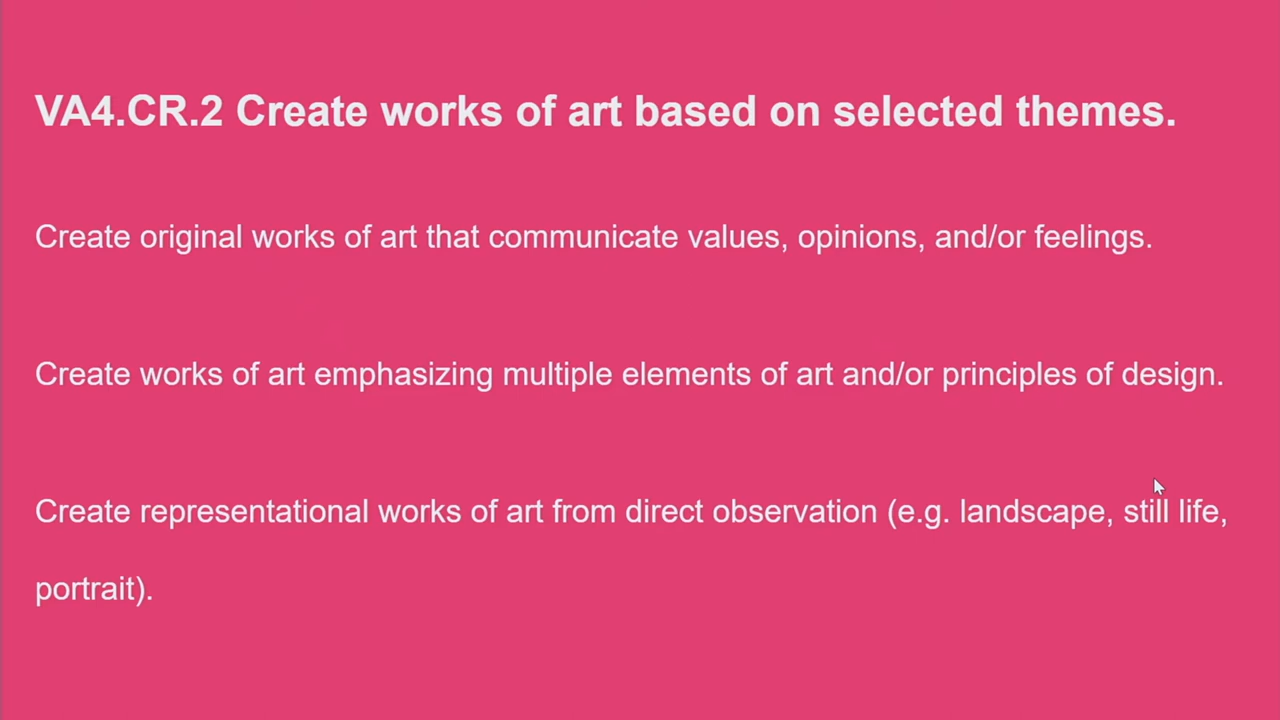 VA4.CR.2 Create works of art based on selected themes.
Create original works of art that communicate values, opinions, and/or feelings.
Create works of art emphasizing multiple elements of art and/or principles of design.
Create representational works of art from direct observation (e.g. landscape, still life,
portrait).